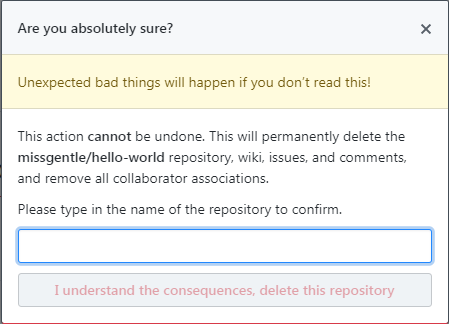 Are you absolutely sure?
Unexpected bad things will happen if you don’t read this!
This action cannot be undone. This will permanently delete the
missgentle/hello-world repository, wiki, issues, and comments,
and remove all collaborator associations.
Please type in the name of the repository to confirm.
I understand the consequences, delete this repository